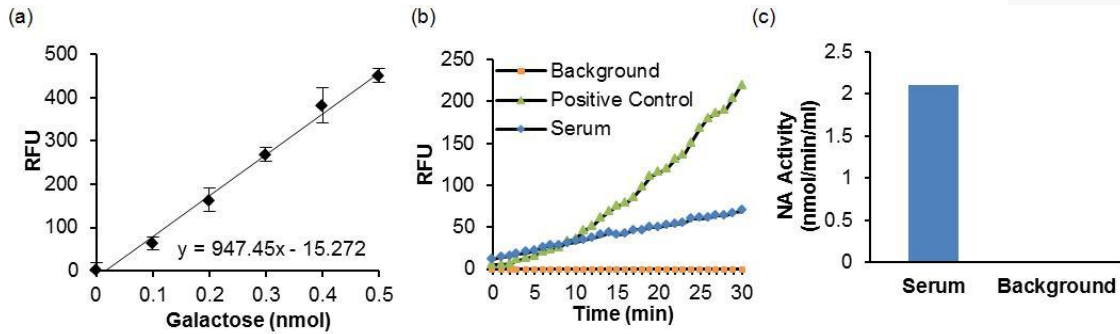 (a)
500
400
300
200
100
0
RFU
y = 947.45x - 15.272
0 0.1 0.2 0.3 0.4 0.5
Galactose (nmol)
(b)
250
200
150
100
50
0
RFU
Background
Positive Control
Serum
0 5 10 15 20 25 30
Time (min)
(c)
2.5
2
1.5
1
0.5
0
NA Activity
(nmol/min/ml)
Serum Background